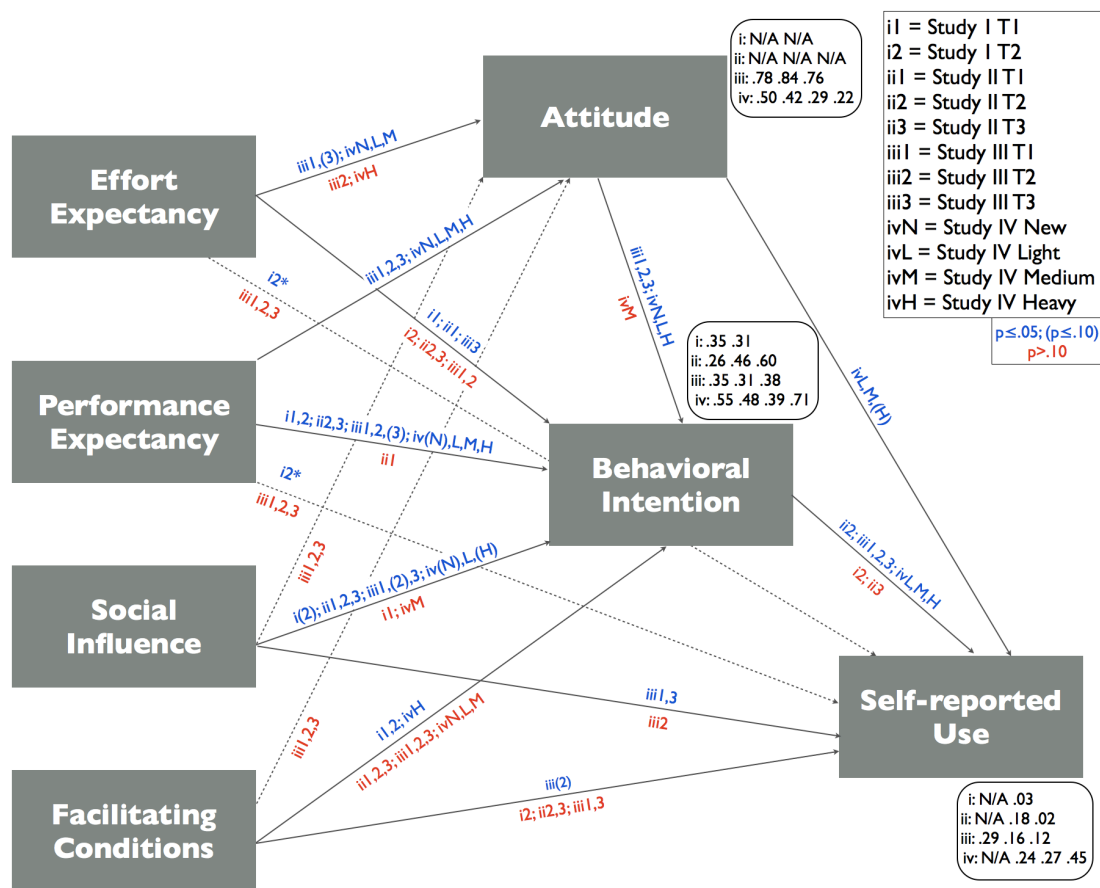 i: N/A N/A
ii: N/A N/A N/A
iii: .78 .84 .76
iv: .50 .42 .29 .22
i1 = Study I T1
i2 = Study I T2
ii1 = Study II T1
ii2 = Study II T2
ii3 = Study II T3
iii1 = Study III T1
iii2 = Study III T2
iii3 = Study III T3
ivN = Study IV New
ivL = Study IV Light
ivM = Study IV Medium
ivH = Study IV Heavy
p≤.05; (p≤.10)
p>.10
Attitude
Effort
Expectancy
iii1,(3); ivN,L,M
iii2; ivH
iii1,2,3; ivN,L,M,H
i2*
iii1,2,3
i1; ii1; iii3
i2; ii2,3; iii1,2
iii1,2,3; ivN,L,H
ivM
ivL,M,(H)
i: .35 .31
ii: .26 .46 .60
iii: .35 .31 .38
iv: .55 .48 .39 .71
Performance
Expectancy
i1,2; ii2,3; iii1,2,(3); iv(N),L,M,H
ii1
i2*
iii1,2,3
Behavioral
Intention
ii2; iii1,2,3; ivL,M,H
i2; ii3
iii1,2,3
i(2); ii1,2,3; iii1,(2),3; iv(N),L,(H)
i1; ivM
Social
Influence
iii1,3
iii2
Self-reported
Use
iii1,2,3
i1,2; ivH
ii1,2,3; iii1,2,3; ivN,L,M
iii(2)
i2; ii2,3; iii1,3
Facilitating
Conditions
i: N/A .03
ii: N/A .18 .02
iii: .29 .16 .12
iv: N/A .24 .27 .45